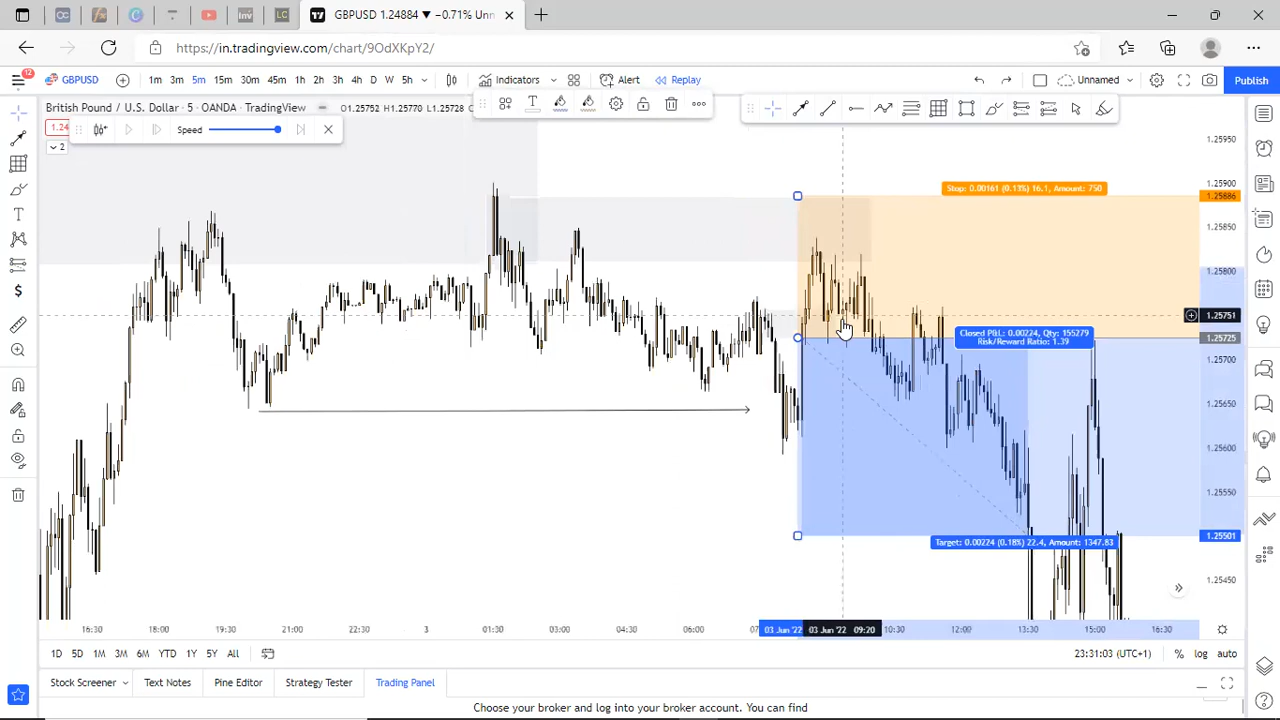 GBPUSD 1.24884 ▼ −0.71% Unn
https://in.tradingview.com/chart/9OdXKpY2/
12
GBPUSD
1m 3m 5m 15m 30m 45m 1h 2h 3h 4h D W 5h
Indicators
Alert
Replay
Unnamed
Publish
British Pound / U.S. Dollar · 5 · OANDA · TradingView
O1.25752 H1.25770 L1.25728
1.24
Speed
2
1.25950
1.25900
1.25886
1.25850
1.25800
1.25751
1.25725
1.25700
1.25650
1.25600
1.25550
1.25501
1.25450
Stop: 0.00161 (0.13%) 16.1, Amount: 750
Closed P&L: 0.00224, Qty: 155279
Risk/Reward Ratio: 1.39
Target: 0.00224 (0.18%) 22.4, Amount: 1347.83
16:30 18:00 19:30 21:00 22:30 3 01:30 03:00 04:30 06:00 07 03 Jun '22 03 Jun '22 09:20 10:30 12:00 13:30 15:00 16:30
1D 5D 1M 3M 6M YTD 1Y 5Y All
23:31:03 (UTC+1)
% log auto
Stock Screener
Text Notes
Pine Editor
Strategy Tester
Trading Panel
Choose your broker and log into your broker account. You can find